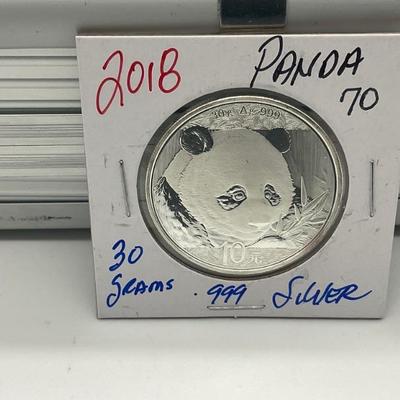 2018 PANDA
70
30g Ag .999
10元
30 GRAMS .999 SILVER